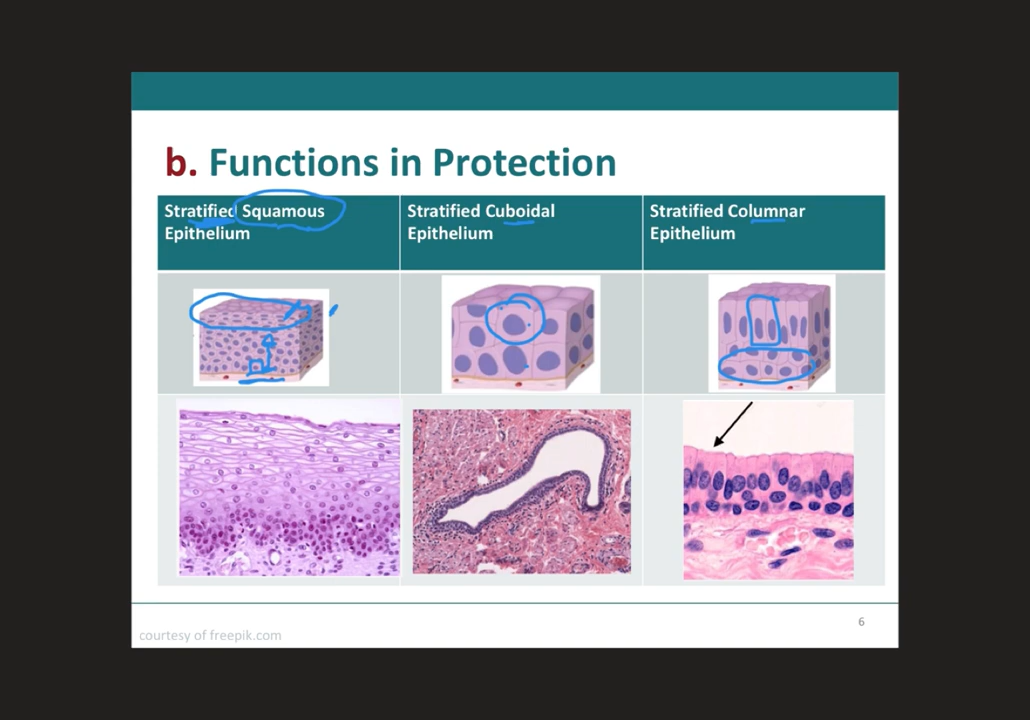 b. Functions in Protection
Stratified Squamous
Epithelium
Stratified Cuboidal
Epithelium
Stratified Columnar
Epithelium
6
courtesy of freepik.com